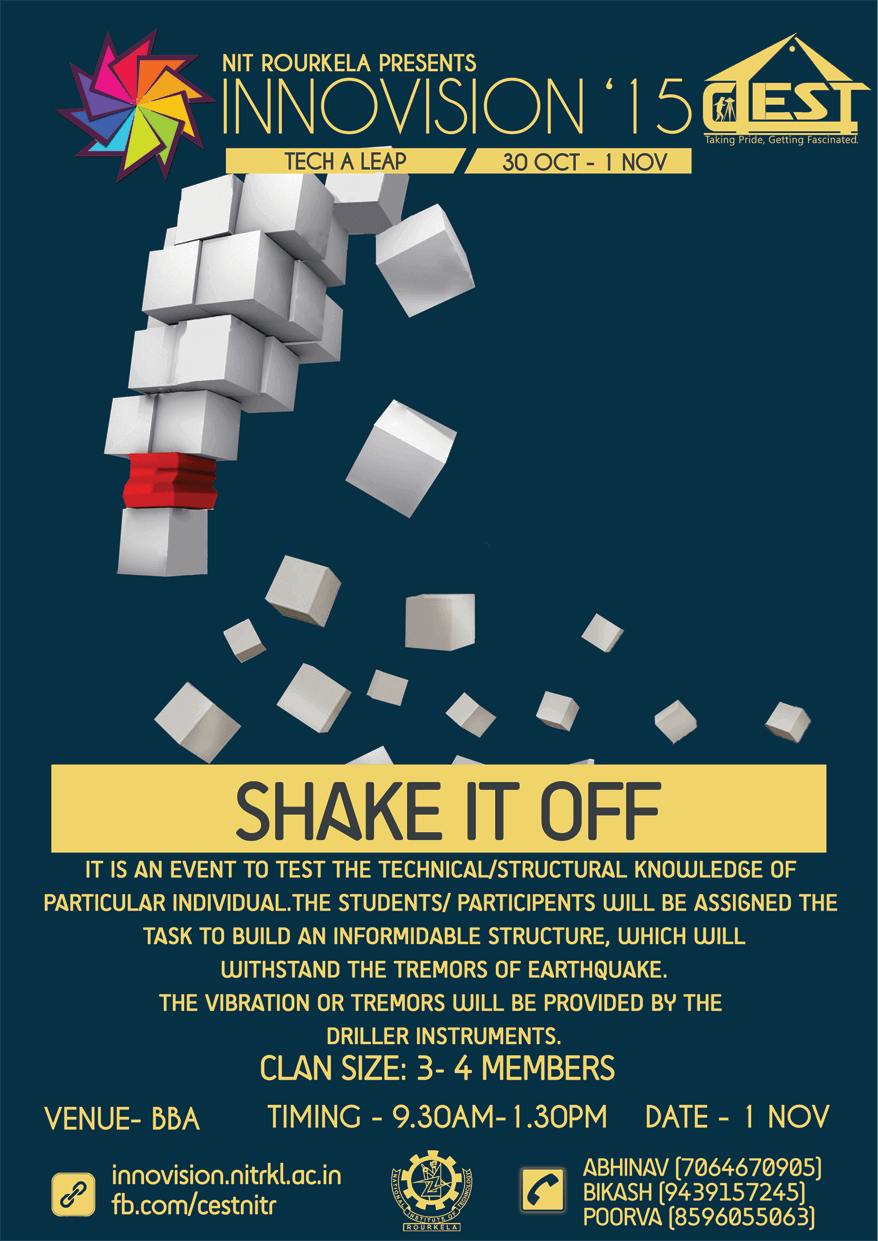 NIT ROURKELA PRESENTS
INNOVISION ‘15
CEST
Taking Pride, Getting Fascinated.
TECH A LEAP
30 OCT - 1 NOV
SHAKE IT OFF
IT IS AN EVENT TO TEST THE TECHNICAL/STRUCTURAL KNOWLEDGE OF
PARTICULAR INDIVIDUAL.THE STUDENTS/ PARTICIPENTS WILL BE ASSIGNED THE
TASK TO BUILD AN INFORMIDABLE STRUCTURE, WHICH WILL
WITHSTAND THE TREMORS OF EARTHQUAKE.
THE VIBRATION OR TREMORS WILL BE PROVIDED BY THE
DRILLER INSTRUMENTS.
CLAN SIZE: 3- 4 MEMBERS
VENUE- BBA
TIMING - 9.30AM-1.30PM
DATE - 1 NOV
innovision.nitrkl.ac.in
fb.com/cestnitr
NATIONAL INSTITUTE OF TECHNOLOGY
ROURKELA
ABHINAV (7064670905)
BIKASH (9439157245)
POORVA (8596055063)